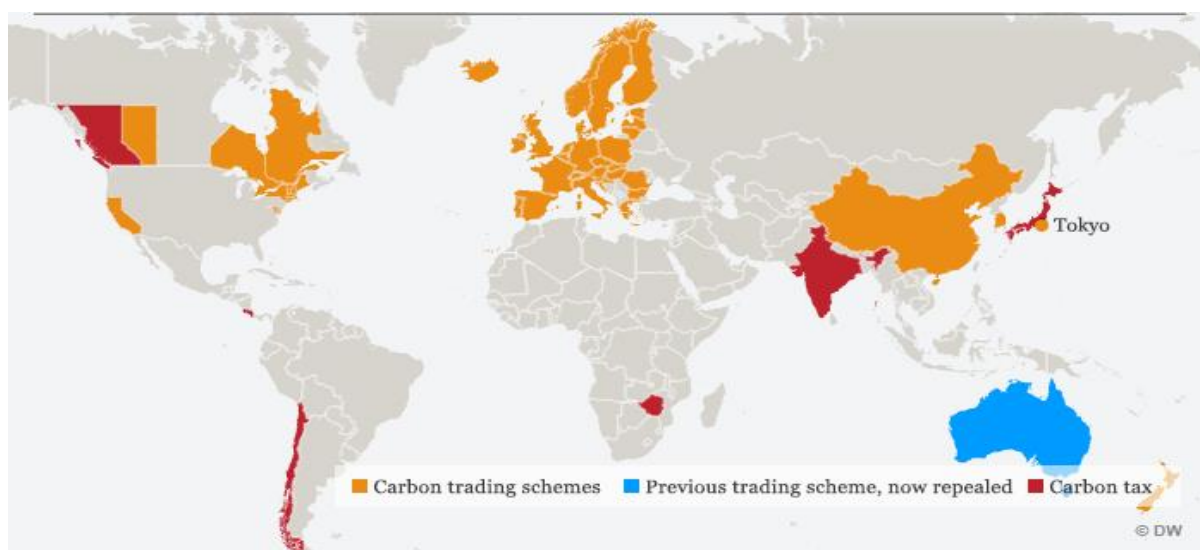 Tokyo
Carbon trading schemes Previous trading scheme, now repealed Carbon tax
© DW